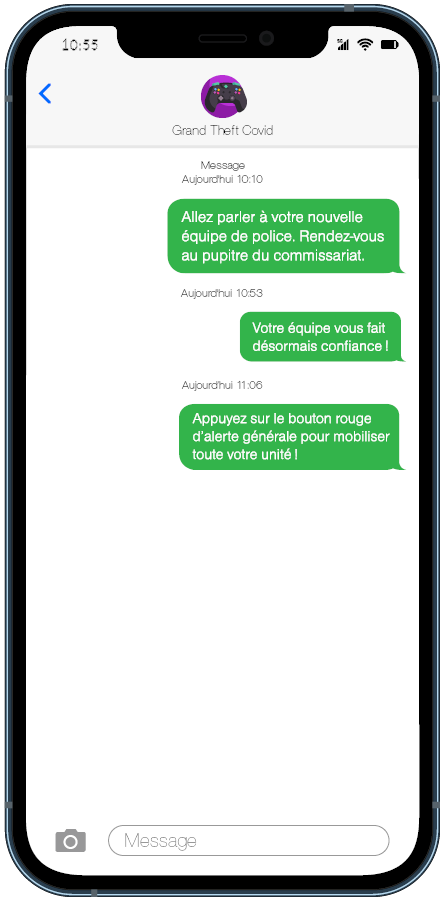 10:55
5G
Grand Theft Covid
Message
Aujourd'hui 10:10
Allez parler à votre nouvelle
équipe de police. Rendez-vous
au pupitre du commissariat.
Aujourd'hui 10:53
Votre équipe vous fait
désormais confiance !
Aujourd'hui 11:06
Appuyez sur le bouton rouge
d'alerte générale pour mobiliser
toute votre unité !
Message